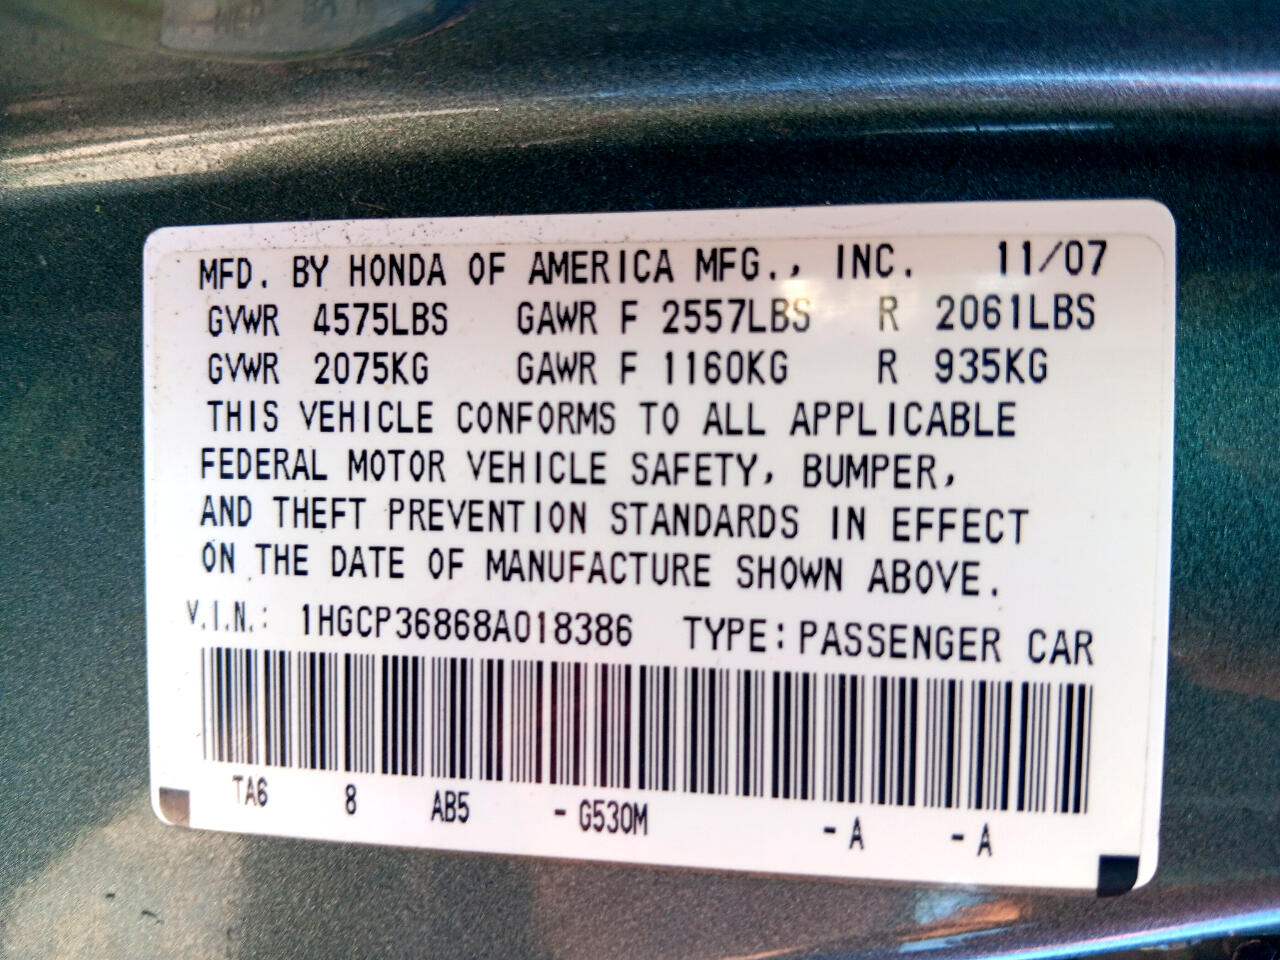 MFD. BY HONDA OF AMERICA MFG., INC. 11/07
GVWR 4575LBS GAWR F 2557LBS R 2061LBS
GVWR 2075KG GAWR F 1160KG R 935KG
THIS VEHICLE CONFORMS TO ALL APPLICABLE
FEDERAL MOTOR VEHICLE SAFETY, BUMPER,
AND THEFT PREVENTION STANDARDS IN EFFECT
ON THE DATE OF MANUFACTURE SHOWN ABOVE.
V.I.N.: 1HGCP36868A018386 TYPE: PASSENGER CAR
TA6 8 AB5 - G530M - A - A